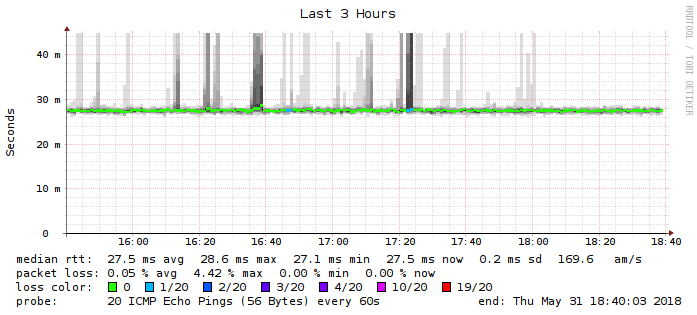 Last 3 Hours
RRDTOOL / TOBI OETIKER
Seconds
40 m
30 m
20 m
10 m
0
16:00 16:20 16:40 17:00 17:20 17:40 18:00 18:20 18:40
median rtt: 27.5 ms avg 28.6 ms max 27.1 ms min 27.5 ms now 0.2 ms sd 169.6 am/s
packet loss: 0.05 % avg 4.42 % max 0.00 % min 0.00 % now
loss color: 0 1/20 2/20 3/20 4/20 10/20 19/20
probe: 20 ICMP Echo Pings (56 Bytes) every 60s end: Thu May 31 18:40:03 2018